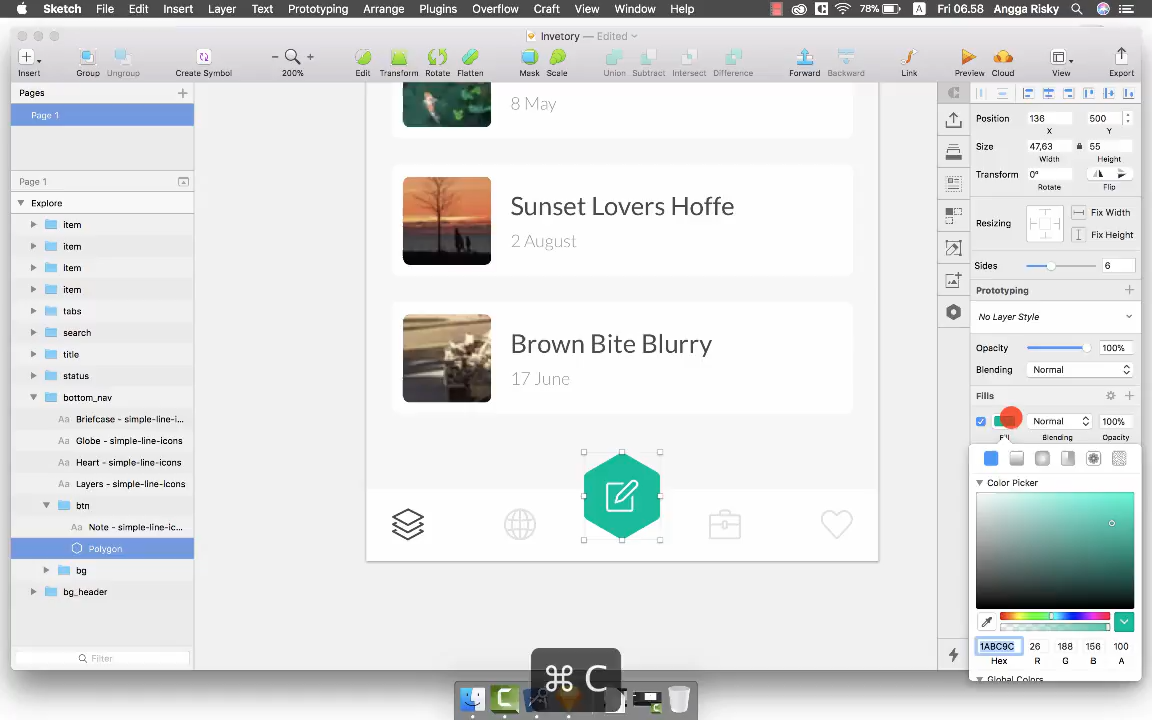 Sketch File Edit Insert Layer Text Prototyping Arrange Plugins Overflow Craft View Window Help 78% A Fri 06.58 Angga Risky
Invetory — Edited
200%
Insert Group Ungroup Create Symbol Edit Transform Rotate Flatten Mask Scale Union Subtract Intersect Difference Forward Backward Link Preview Cloud View Export
Pages
Page 1
Page 1
Explore
item
item
item
item
tabs
search
title
status
bottom_nav
Aa Briefcase - simple-line-i...
Aa Globe - simple-line-icons
Aa Heart - simple-line-icons
Aa Layers - simple-line-icons
btn
Aa Note - simple-line-ic...
Polygon
bg
bg_header
Filter
8 May
Sunset Lovers Hoffe
2 August
Brown Bite Blurry
17 June
⌘ C
Position 136 500
X Y
Size 47,63 55
Width Height
Transform 0°
Rotate Flip
Resizing Fix Width
Fix Height
Sides 6
Prototyping
No Layer Style
Opacity 100%
Blending Normal
Fills
Normal 100%
Fill Blending Opacity
Color Picker
1ABC9C 26 188 156 100
Hex R G B A
Global Colors